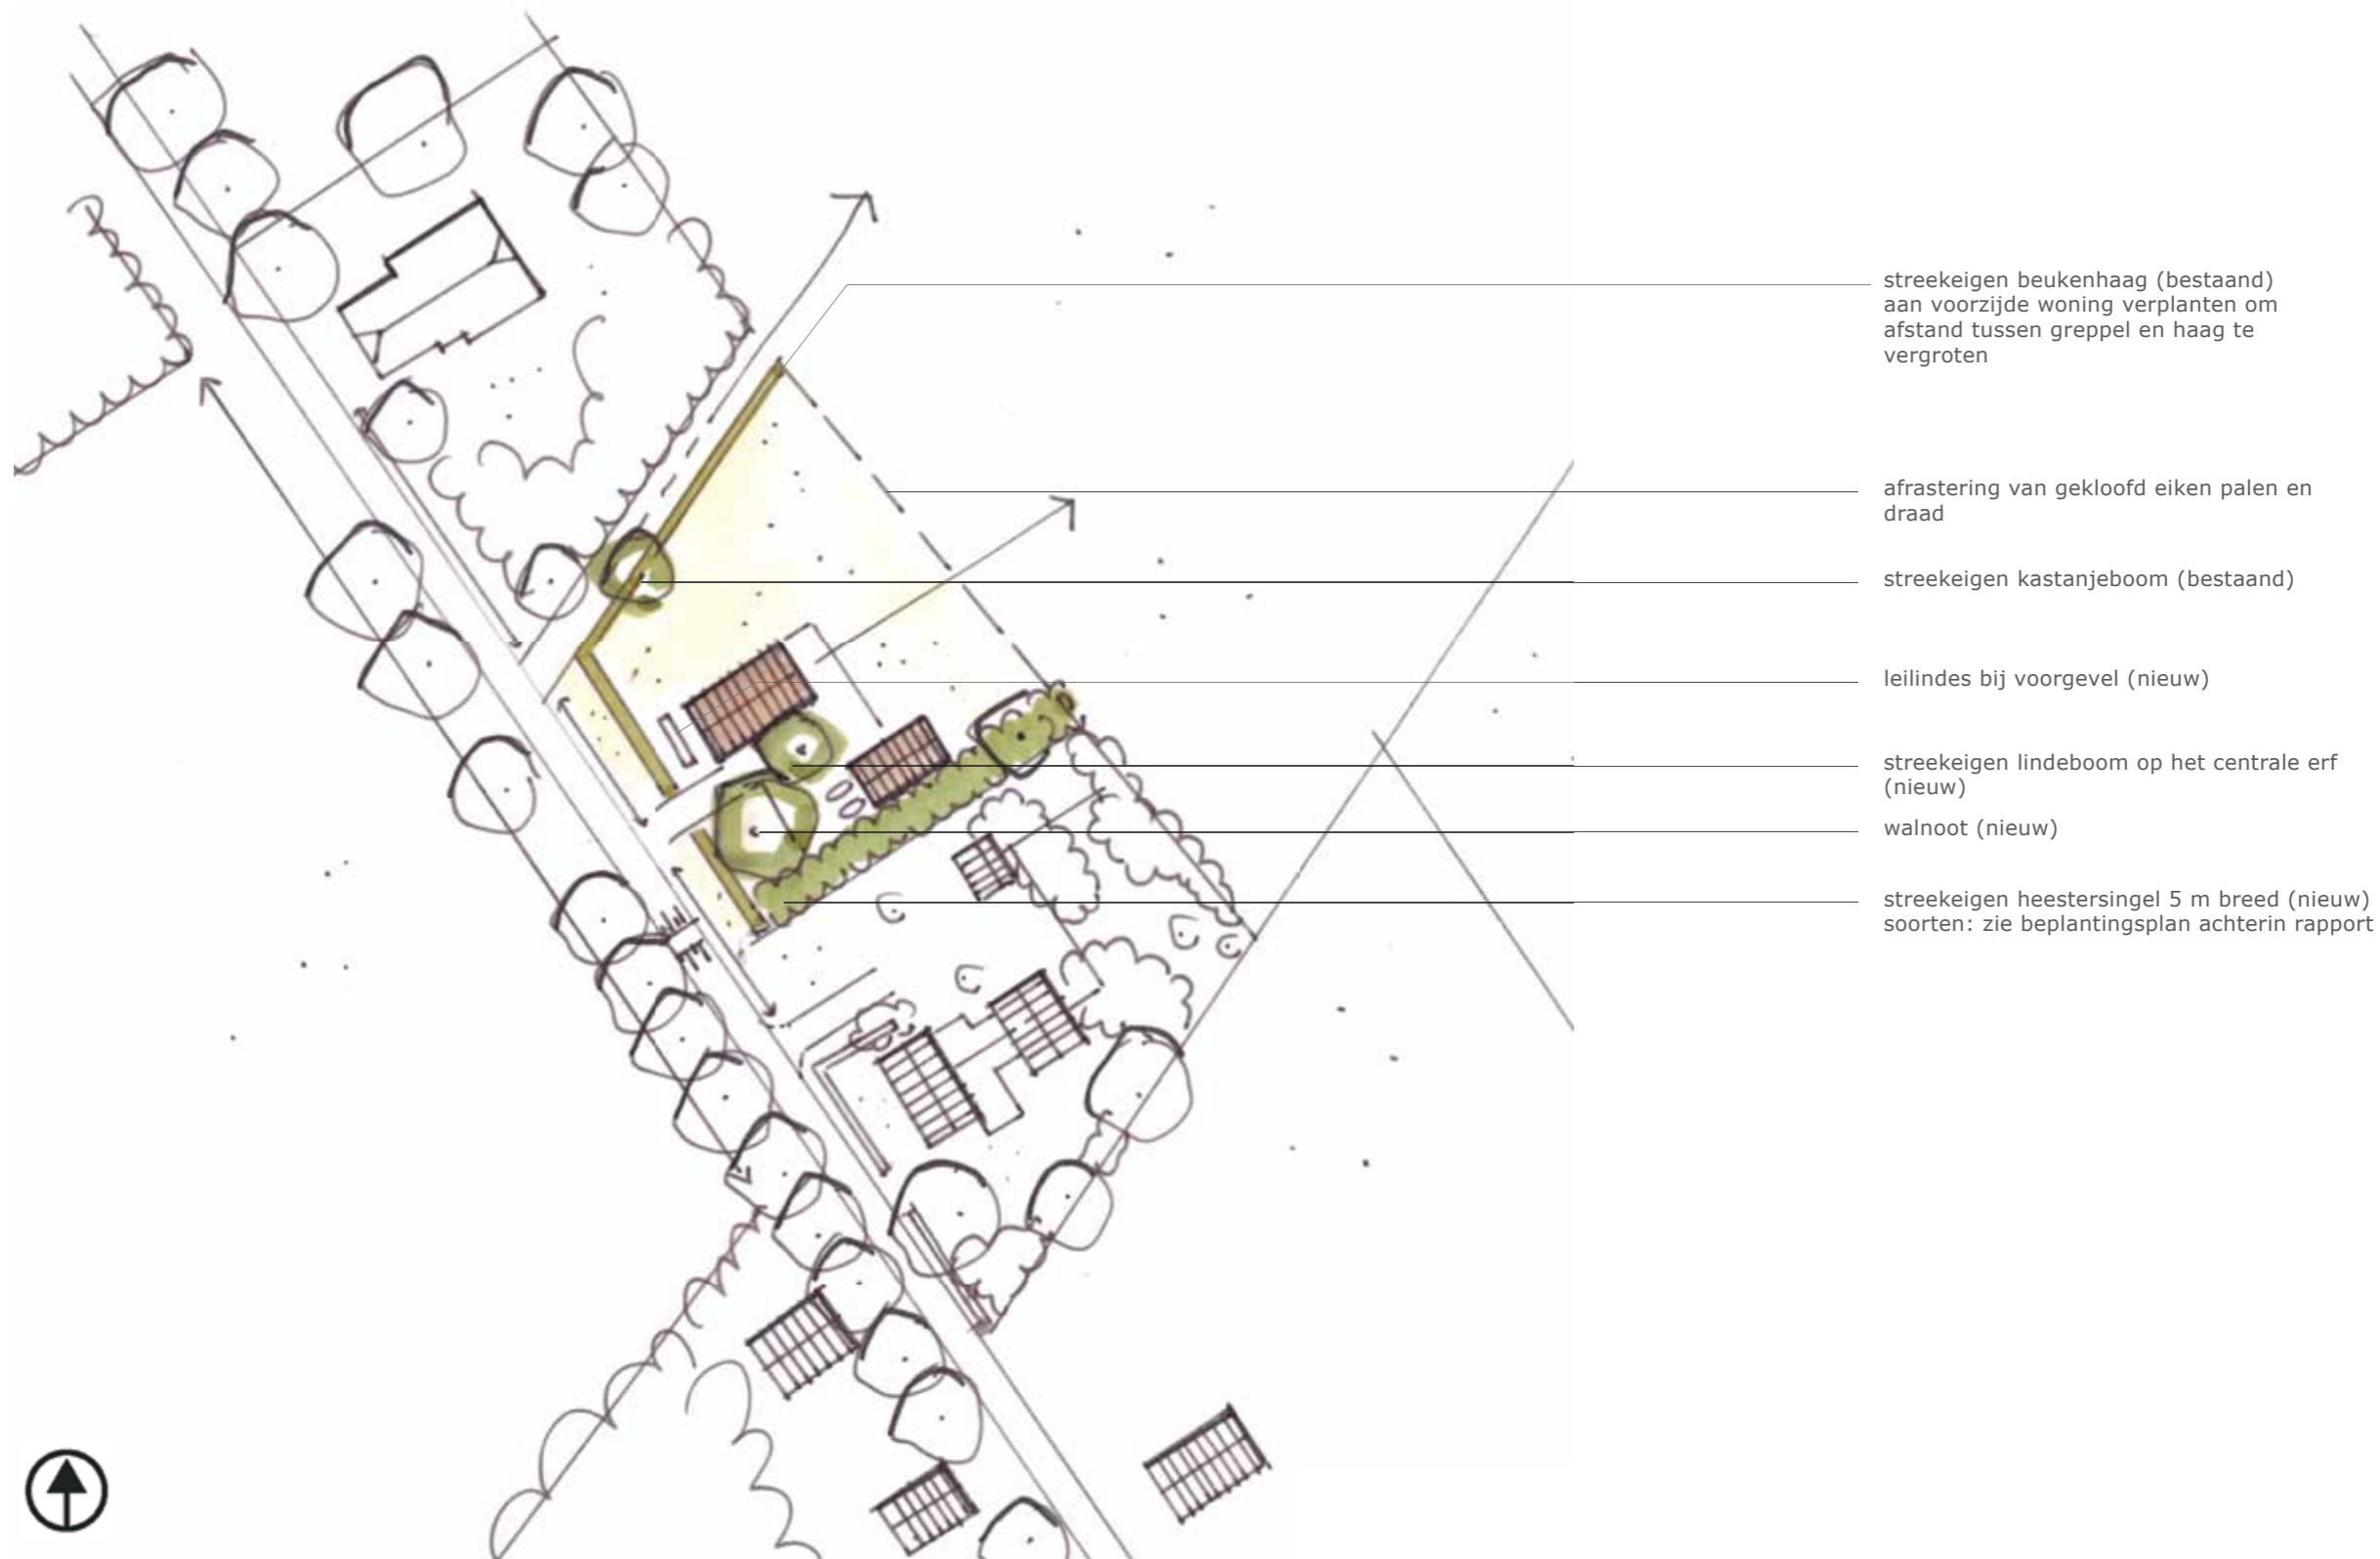 streekeigen beukenhaag (bestaand)
aan voorzijde woning verplanten om
afstand tussen greppel en haag te
vergroten
afrastering van gekloofd eiken palen en
draad
streekeigen kastanjeboom (bestaand)
leilindes bij voorgevel (nieuw)
streekeigen lindeboom op het centrale erf
(nieuw)
walnoot (nieuw)
streekeigen heestersingel 5 m breed (nieuw)
soorten: zie beplantingsplan achterin rapport